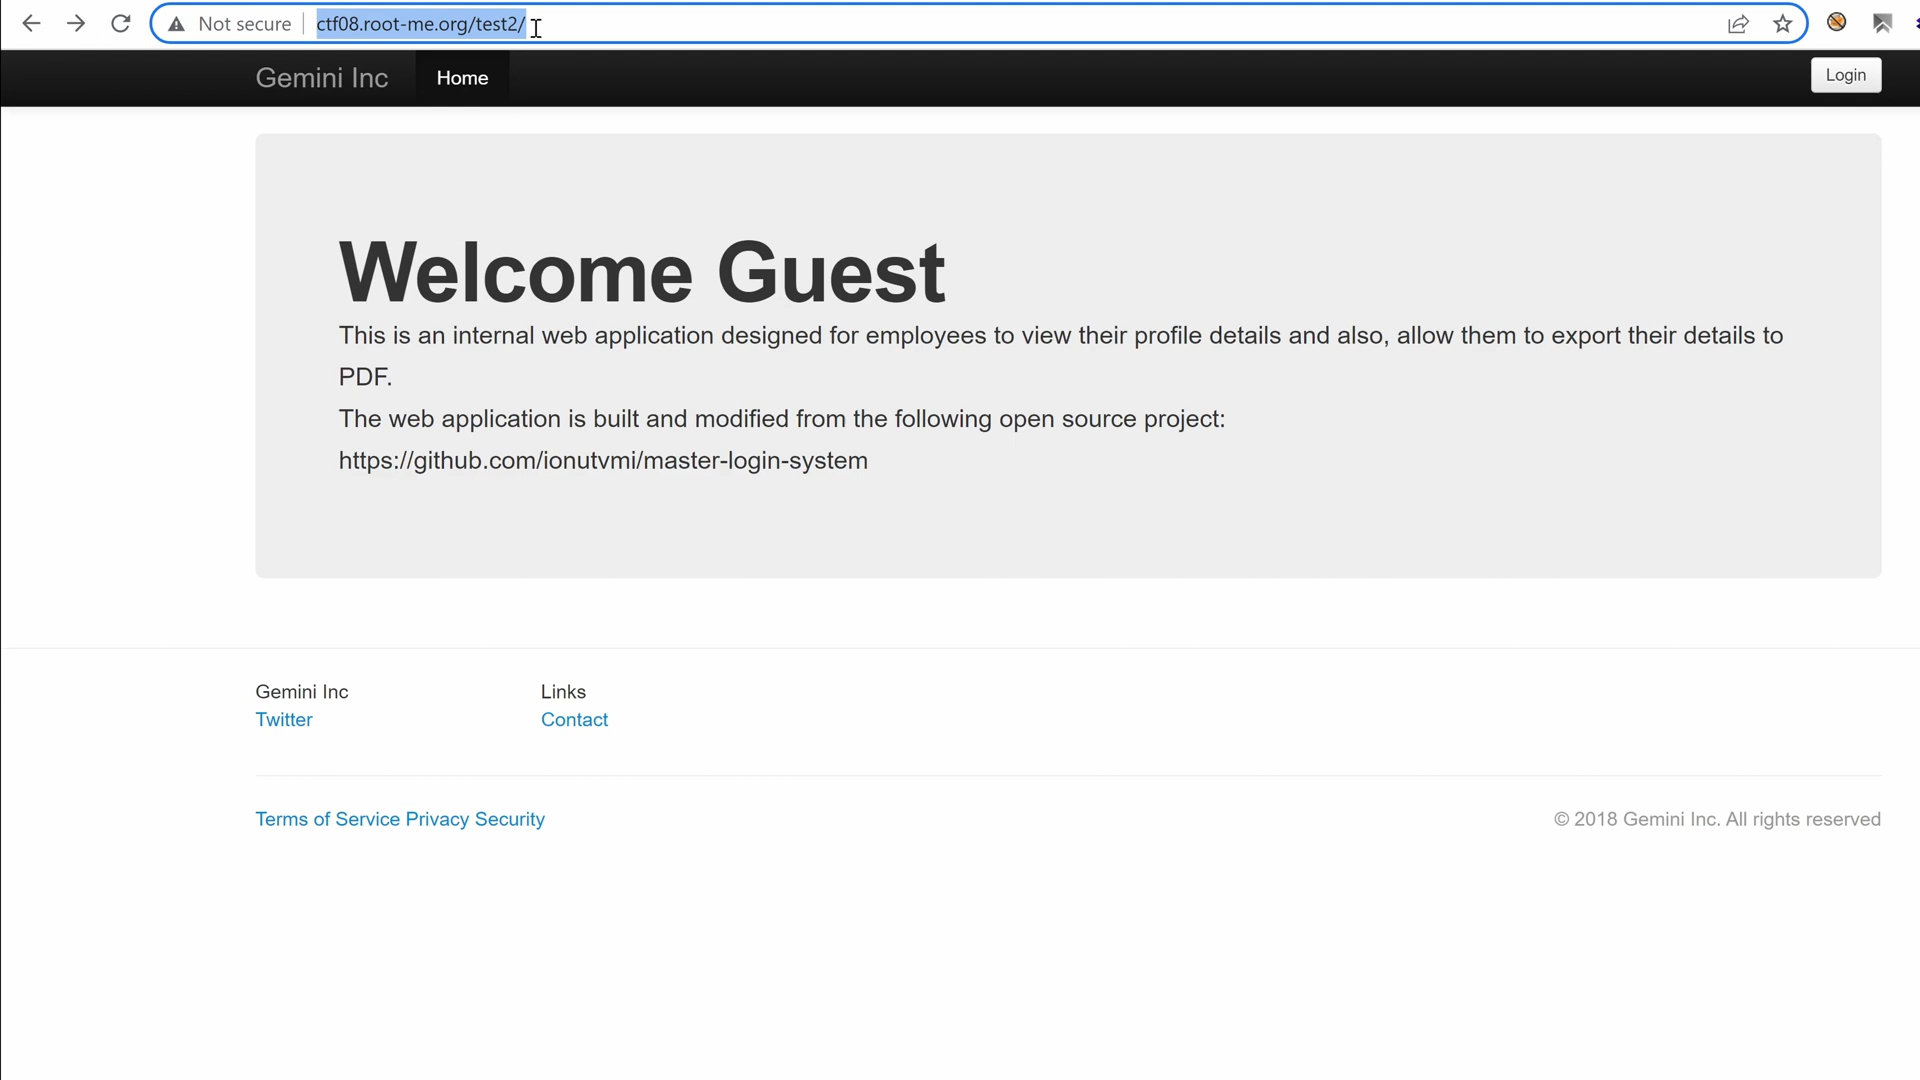 Not secure ctf08.root-me.org/test2/
Gemini Inc Home Login
Welcome Guest
This is an internal web application designed for employees to view their profile details and also, allow them to export their details to
PDF.
The web application is built and modified from the following open source project:
https://github.com/ionutvmi/master-login-system
Gemini Inc Links
Twitter Contact
Terms of Service Privacy Security © 2018 Gemini Inc. All rights reserved